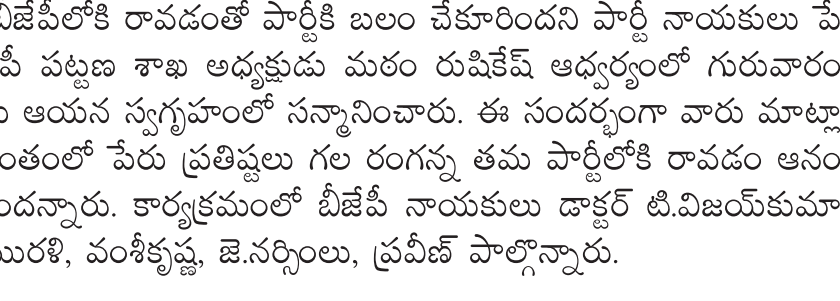 బీజేపీలోకి రావడంతో పార్టీకి బలం చేకూరిందని పార్టీ నాయకులు పే
పీ పట్టణ శాఖ అధ్యక్షుడు మఠం రుషికేష్ ఆధ్వర్యంలో గురువారం
ఆయన స్వగృహంలో సన్మానించారు. ఈ సందర్భంగా వారు మాట్లా
ంతంలో పేరు ప్రతిష్టలు గల రంగన్న తమ పార్టీలోకి రావడం ఆనం
ందన్నారు. కార్యక్రమంలో బీజేపీ నాయకులు డాక్టర్ టి.విజయ్‌కుమా
మురళి, వంశీకృష్ణ, జె.నర్సింలు, ప్రవీణ్ పాల్గొన్నారు.